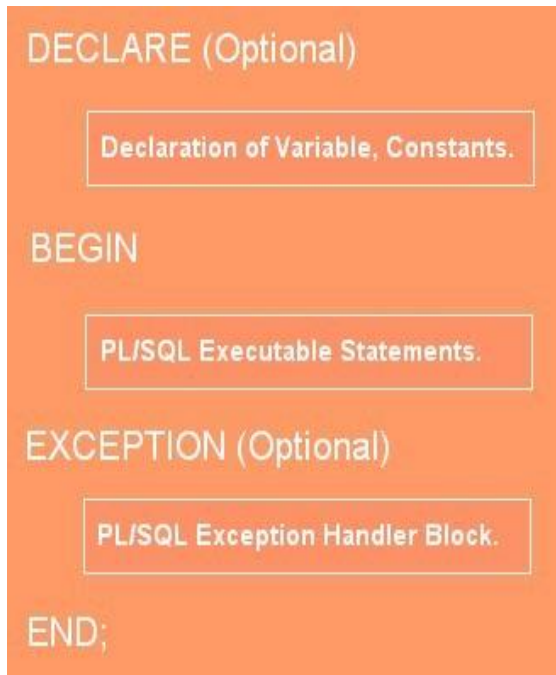 DECLARE (Optional)
Declaration of Variable, Constants.
BEGIN
PL/SQL Executable Statements.
EXCEPTION (Optional)
PL/SQL Exception Handler Block.
END;